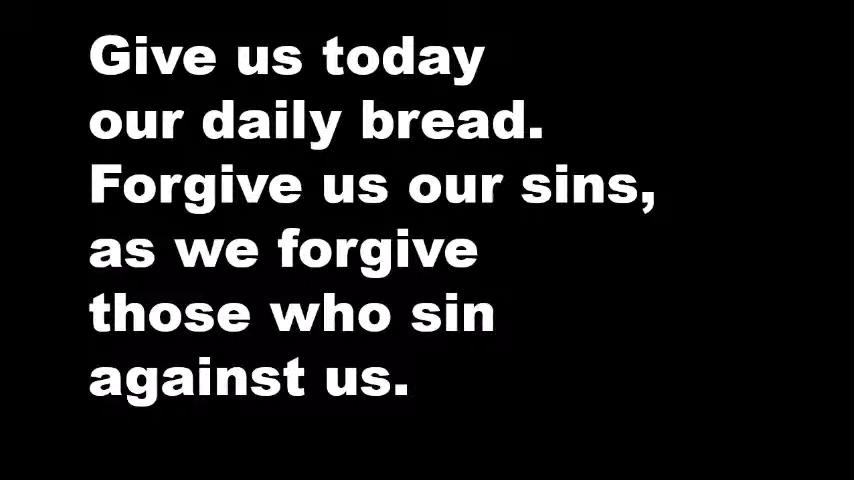 Give us today
our daily bread.
Forgive us our sins,
as we forgive
those who sin
against us.